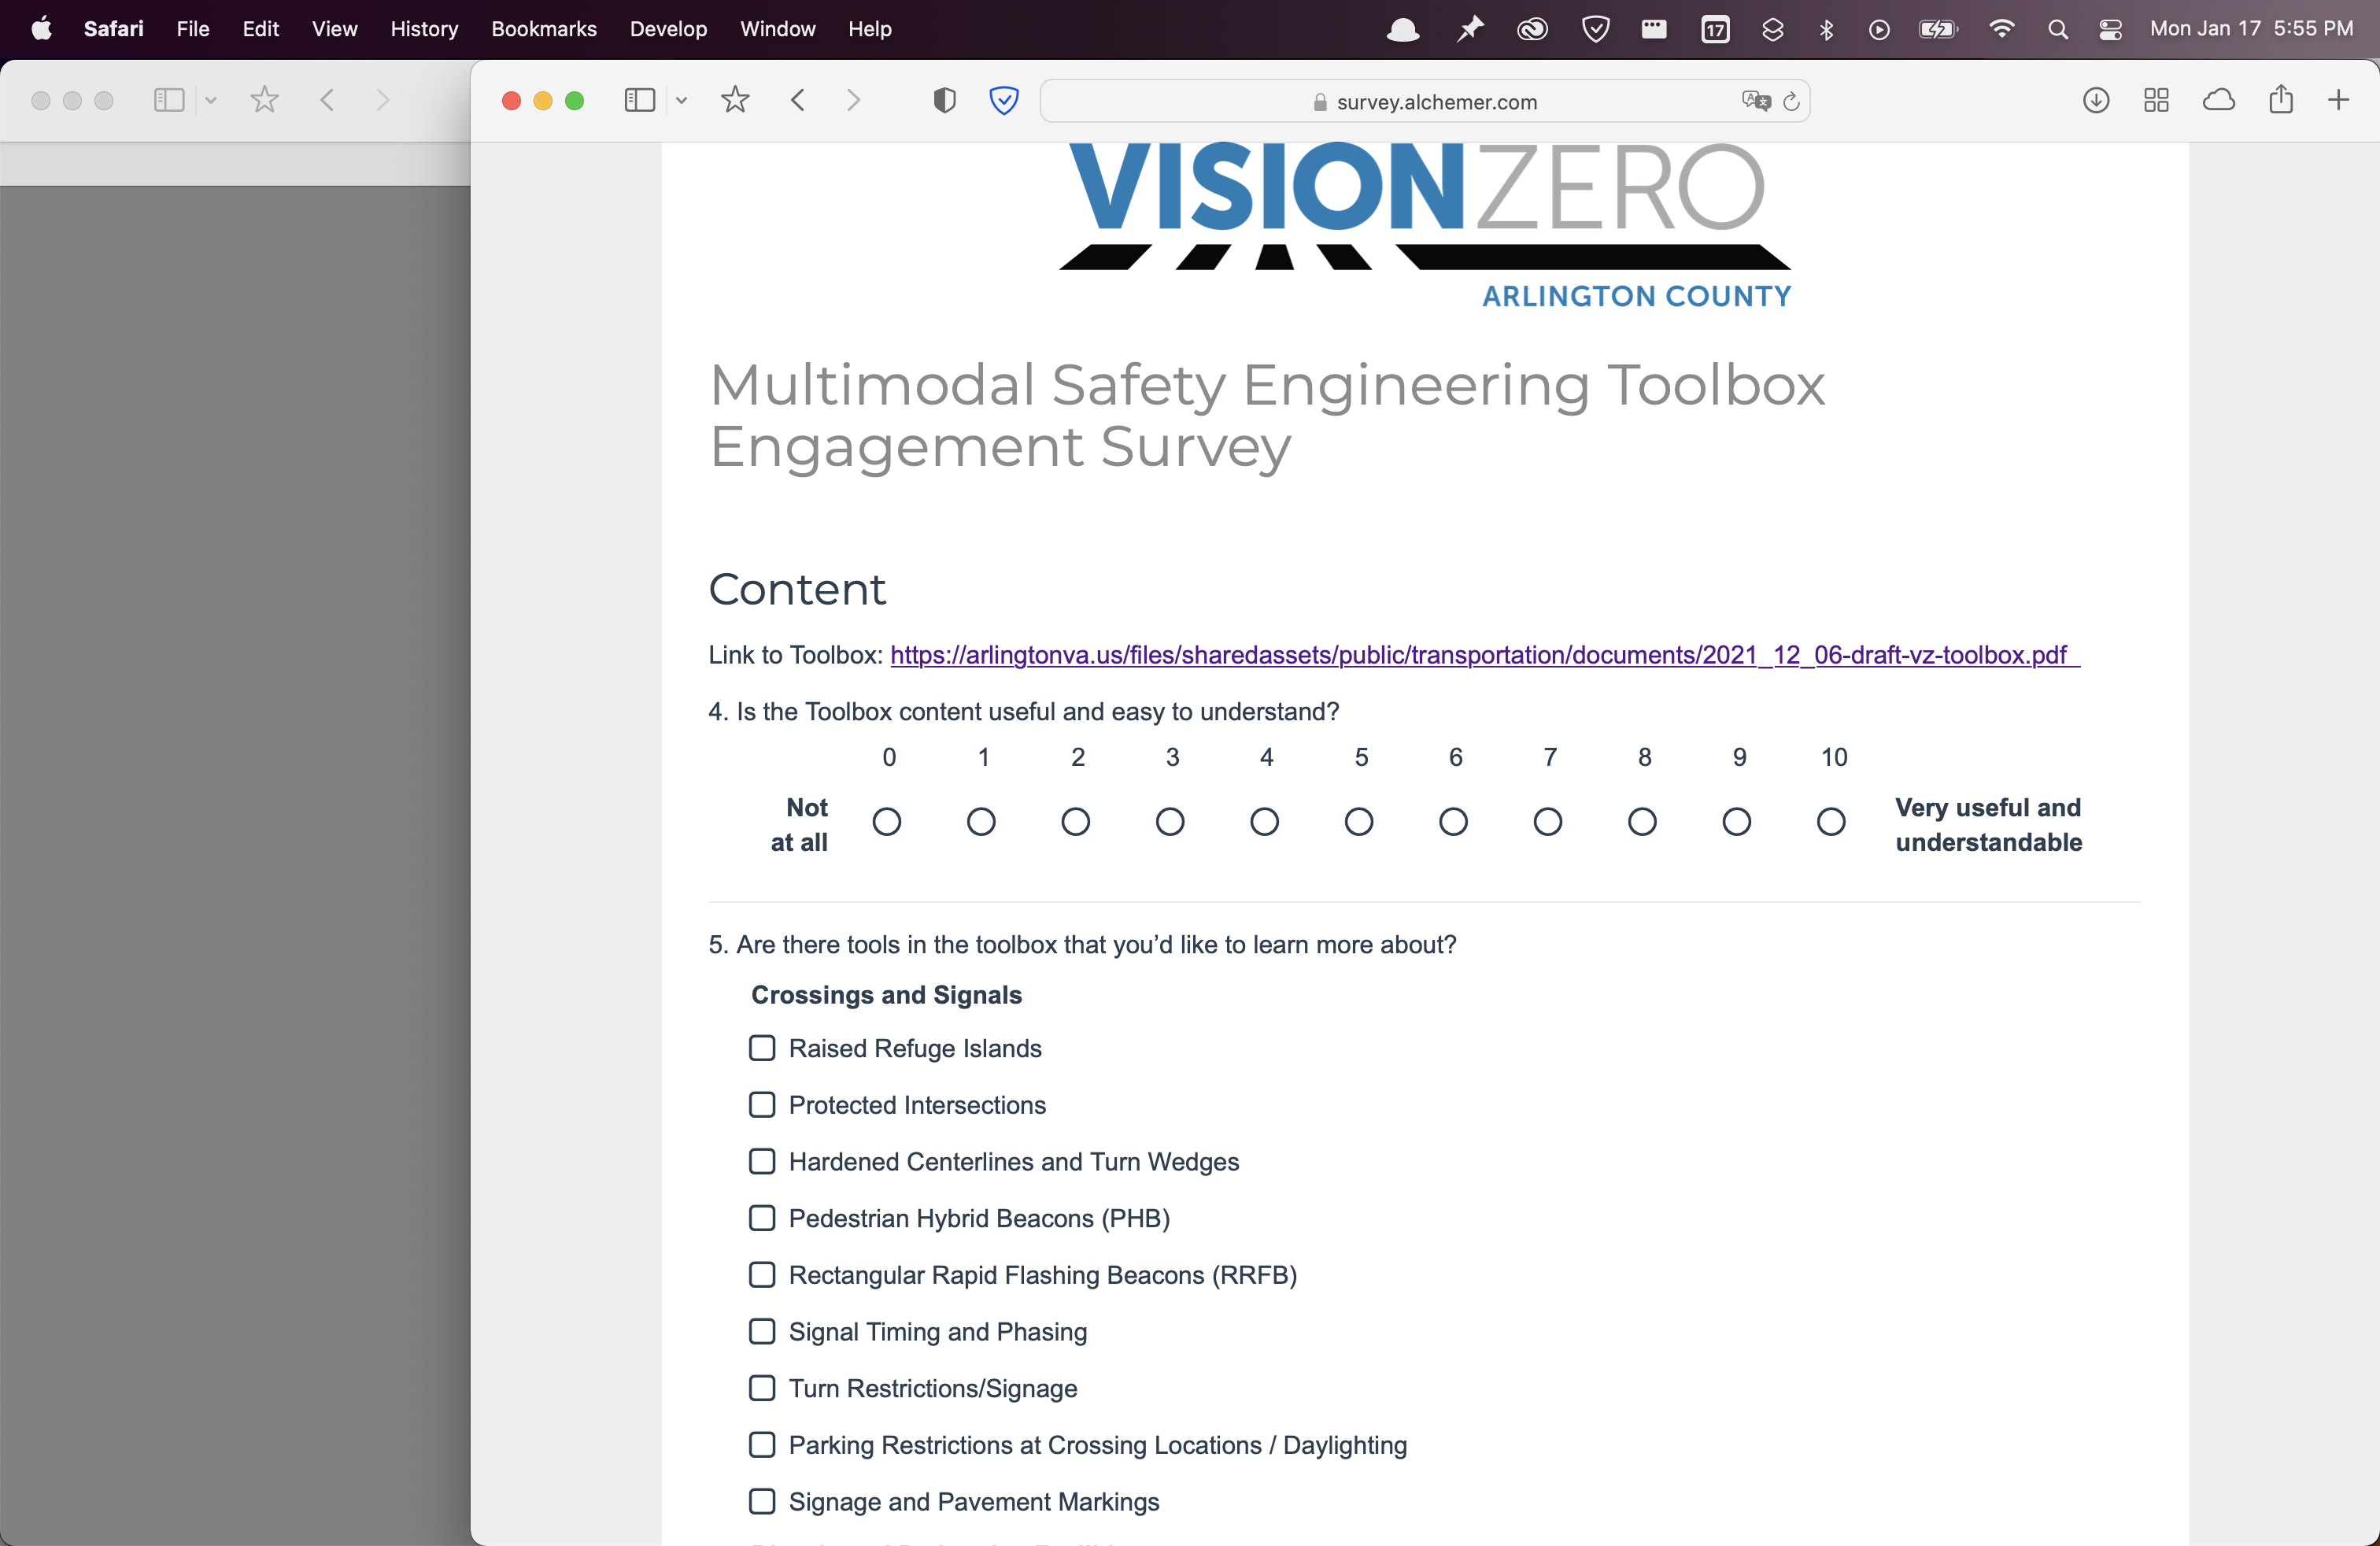 Safari File Edit View History Bookmarks Develop Window Help 17 Mon Jan 17 5:55 PM
survey.alchemer.com
VISIONZERO
ARLINGTON COUNTY
Multimodal Safety Engineering Toolbox
Engagement Survey
Content
Link to Toolbox: https://arlingtonva.us/files/sharedassets/public/transportation/documents/2021_12_06-draft-vz-toolbox.pdf
4. Is the Toolbox content useful and easy to understand?
0 1 2 3 4 5 6 7 8 9 10
Not
at all
Very useful and
understandable
5. Are there tools in the toolbox that you’d like to learn more about?
Crossings and Signals
Raised Refuge Islands
Protected Intersections
Hardened Centerlines and Turn Wedges
Pedestrian Hybrid Beacons (PHB)
Rectangular Rapid Flashing Beacons (RRFB)
Signal Timing and Phasing
Turn Restrictions/Signage
Parking Restrictions at Crossing Locations / Daylighting
Signage and Pavement Markings